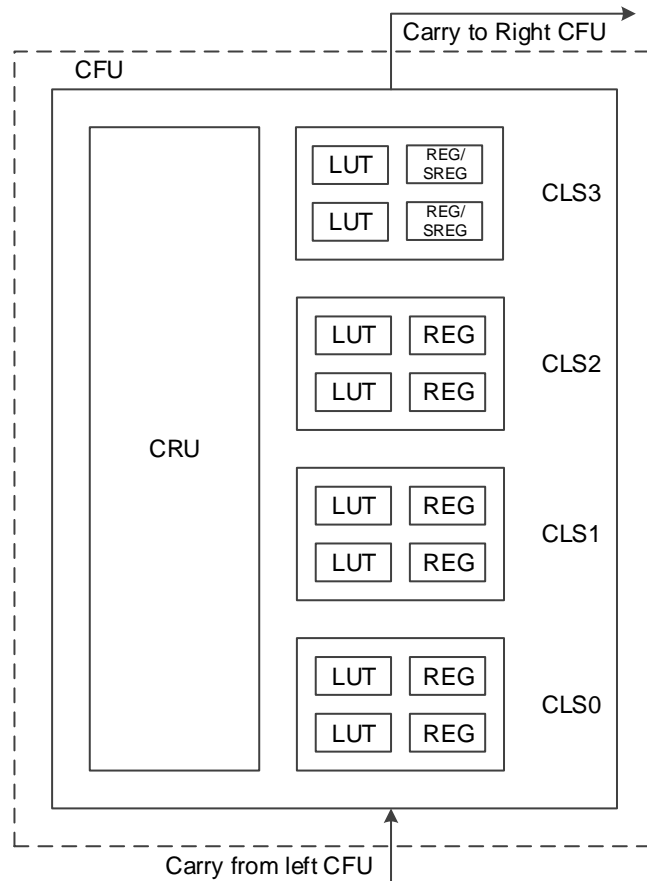 Carry to Right CFU
CFU
LUT
REG/
SREG
LUT
REG/
SREG
CLS3
LUT
REG
LUT
REG
CLS2
CRU
LUT
REG
LUT
REG
CLS1
LUT
REG
LUT
REG
CLS0
Carry from left CFU